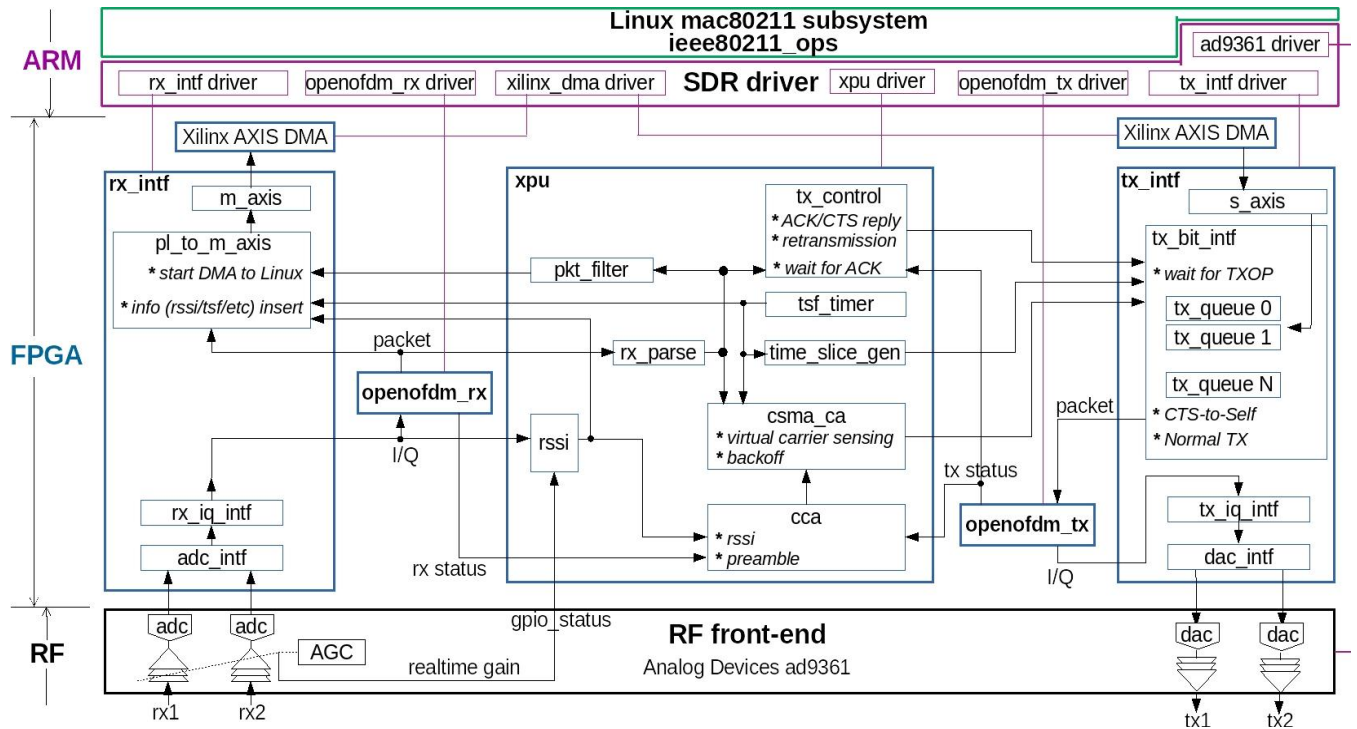 Linux mac80211 subsystem
ieee80211_ops
ad9361 driver
ARM
rx_intf driver
openofdm_rx driver
xilinx_dma driver
SDR driver
xpu driver
openofdm_tx driver
tx_intf driver
FPGA
Xilinx AXIS DMA
Xilinx AXIS DMA
rx_intf
m_axis
pl_to_m_axis
* start DMA to Linux
* info (rssi/tsf/etc) insert
packet
openofdm_rx
I/Q
rx_iq_intf
adc_intf
rx status
xpu
tx_control
* ACK/CTS reply
* retransmission
* wait for ACK
pkt_filter
tsf_timer
rx_parse
time_slice_gen
csma_ca
* virtual carrier sensing
* backoff
rssi
cca
* rssi
* preamble
tx status
openofdm_tx
packet
I/Q
tx_intf
s_axis
tx_bit_intf
* wait for TXOP
tx_queue 0
tx_queue 1
tx_queue N
* CTS-to-Self
* Normal TX
tx_iq_intf
dac_intf
RF
adc
adc
AGC
gpio_status
realtime gain
RF front-end
Analog Devices ad9361
dac
dac
rx1
rx2
tx1
tx2